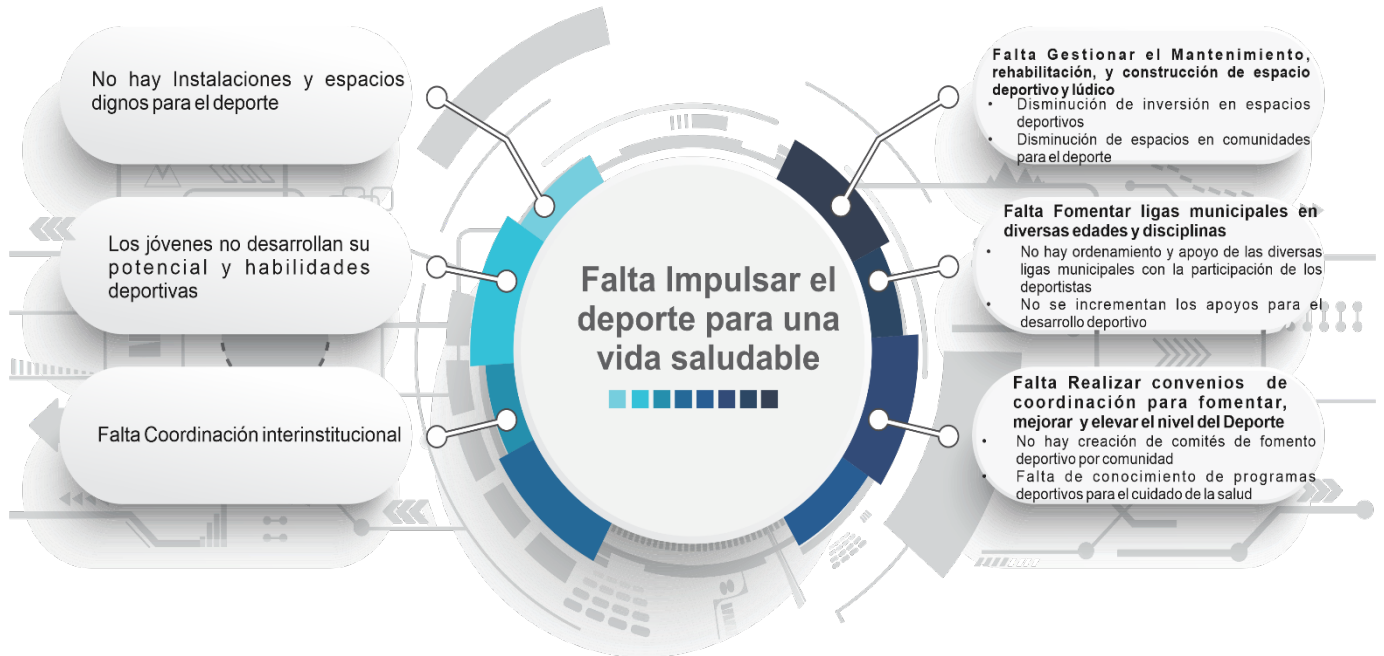 No hay Instalaciones y espacios
dignos para el deporte
Los jóvenes no desarrollan su
potencial y habilidades
deportivas
Falta Coordinación interinstitucional
Falta Impulsar el
deporte para una
vida saludable
Falta Gestionar el Mantenimiento,
rehabilitación, y construcción de espacio
deportivo y lúdico
• Disminución de inversión en espacios
deportivos
• Disminución de espacios en comunidades
para el deporte
Falta Fomentar ligas municipales en
diversas edades y disciplinas
• No hay ordenamiento y apoyo de las diversas
ligas municipales con la participación de los
deportistas
• No se incrementan los apoyos para el
desarrollo deportivo
Falta Realizar convenios de
coordinación para fomentar,
mejorar y elevar el nivel del Deporte
• No hay creación de comités de fomento
deportivo por comunidad
• Falta de conocimiento de programas
deportivos para el cuidado de la salud